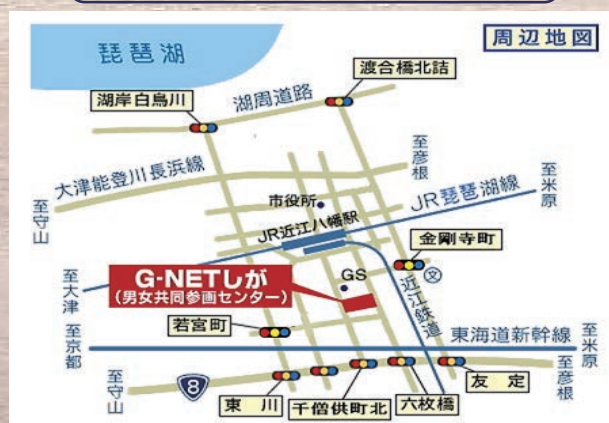 周辺地図
琵琶湖
渡合橋北詰
湖岸白鳥川
湖周道路
至彦根
至米原
大津能登川長浜線
至守山
市役所
JR琵琶湖線
JR近江八幡駅
金剛寺町
文
GS
G-NETしが
(男女共同参画センター)
近江鉄道
至大津
若宮町
東海道新幹線
至京都
至米原
至彦根
至守山
8
東川
千僧供町北
六枚橋
友定